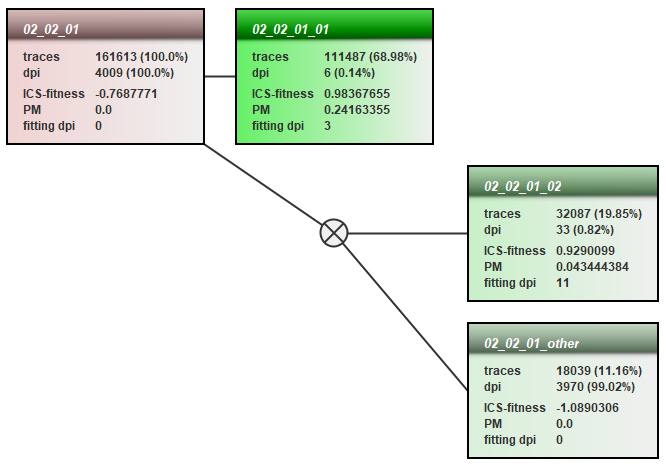 02_02_01
traces 161613 (100.0%)
dpi 4009 (100.0%)
ICS-fitness -0.7687771
PM 0.0
fitting dpi 0
02_02_01_01
traces 111487 (68.98%)
dpi 6 (0.14%)
ICS-fitness 0.98367655
PM 0.24163355
fitting dpi 3
02_02_01_02
traces 32087 (19.85%)
dpi 33 (0.82%)
ICS-fitness 0.9290099
PM 0.043444384
fitting dpi 11
02_02_01_other
traces 18039 (11.16%)
dpi 3970 (99.02%)
ICS-fitness -1.0890306
PM 0.0
fitting dpi 0